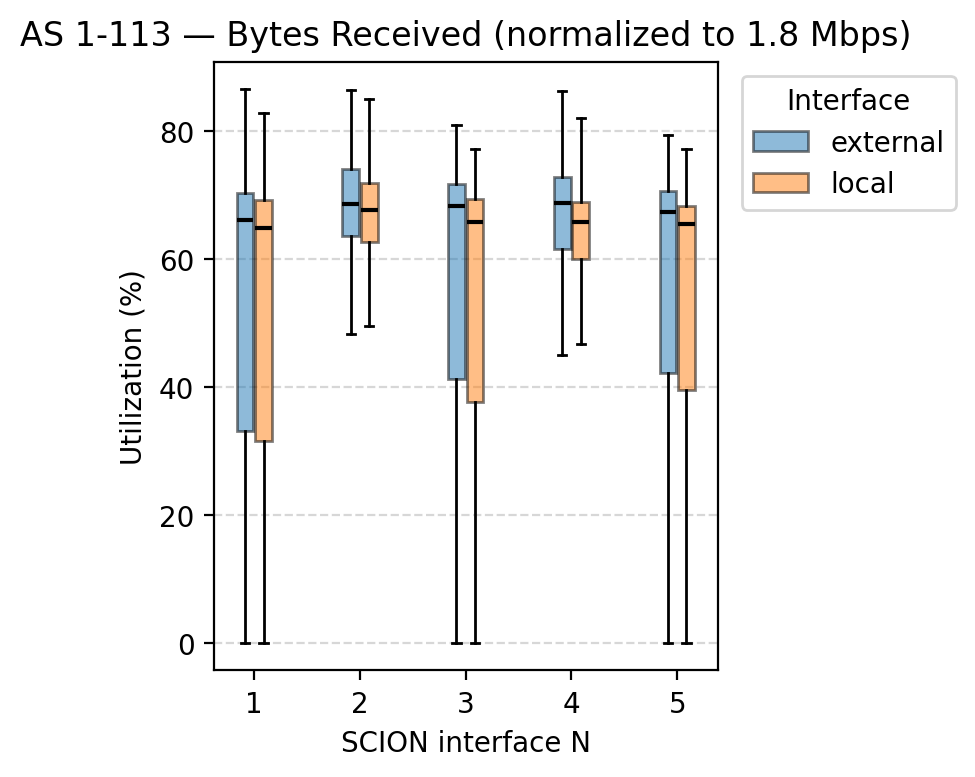 AS 1-113 — Bytes Received (normalized to 1.8 Mbps)
Interface
external
local
Utilization (%)
80
60
40
20
0
1 2 3 4 5
SCION interface N